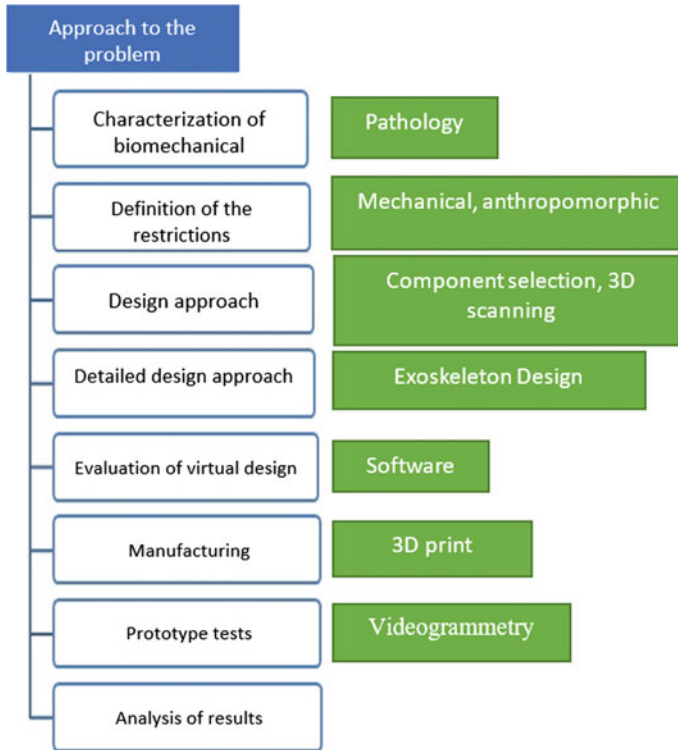 Approach to the
problem
Characterization of
biomechanical
Pathology
Definition of the
restrictions
Mechanical, anthropomorphic
Design approach
Component selection, 3D
scanning
Detailed design approach
Exoskeleton Design
Evaluation of virtual design
Software
Manufacturing
3D print
Prototype tests
Videogrammetry
Analysis of results